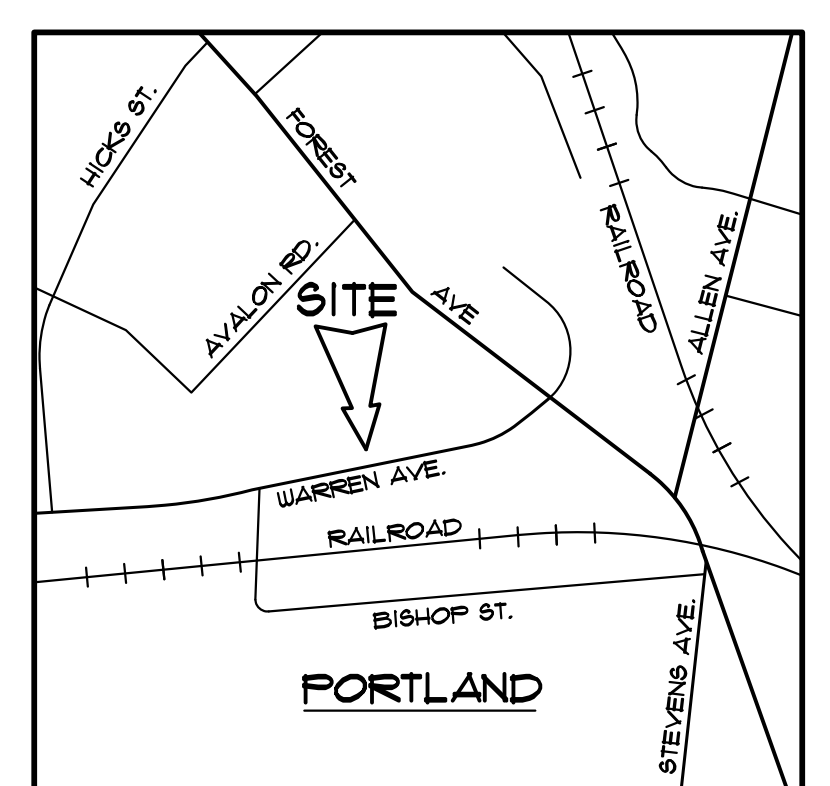 HICKS ST.
FOREST
AVE
AVALON RD.
SITE
RAILROAD
ALLEN AVE.
WARREN AVE.
RAILROAD
BISHOP ST.
STEVENS AVE.
PORTLAND